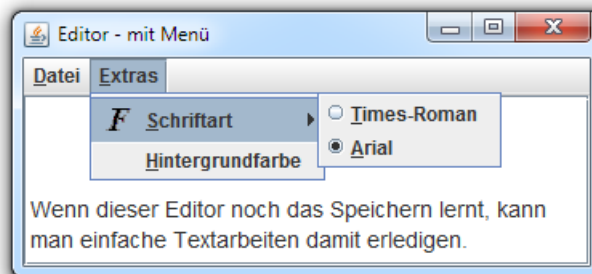 Editor - mit Menü
Datei Extras
F Schriftart Times-Roman
Arial
Hintergrundfarbe
Wenn dieser Editor noch das Speichern lernt, kann
man einfache Textarbeiten damit erledigen.